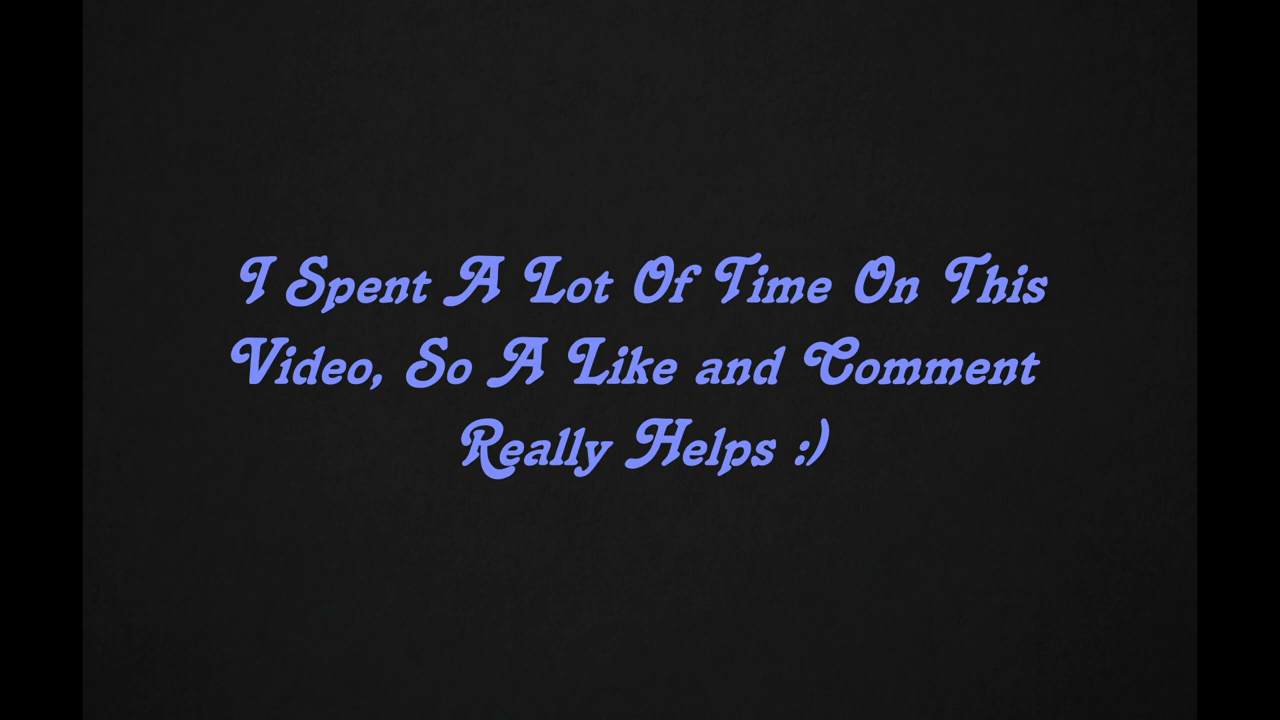 I Spent A Lot Of Time On This
Video, So A Like and Comment
Really Helps :)